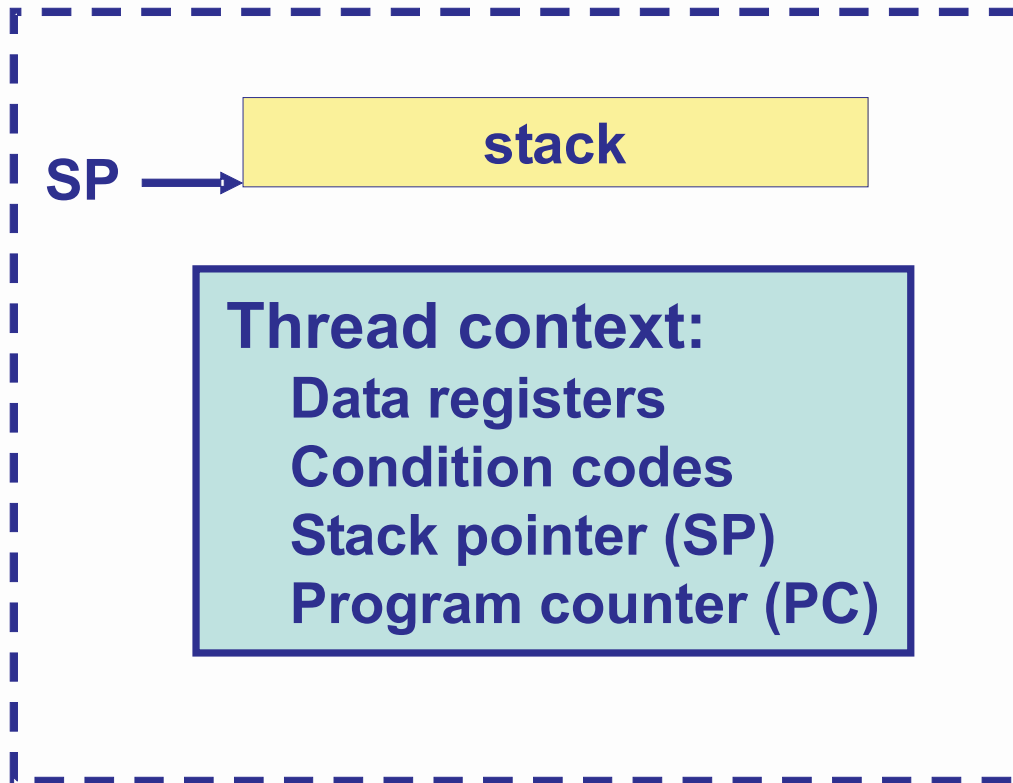 stack
SP
Thread context:
Data registers
Condition codes
Stack pointer (SP)
Program counter (PC)